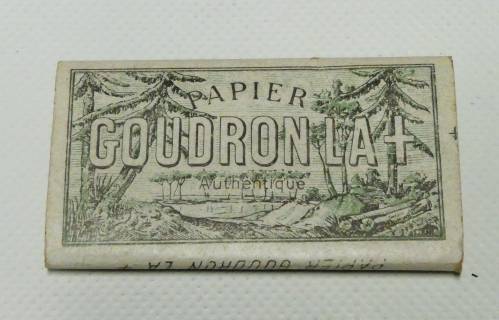 PAPIER
GOUDRON LA+
Authentique
PAPIER GOUDRON LA +